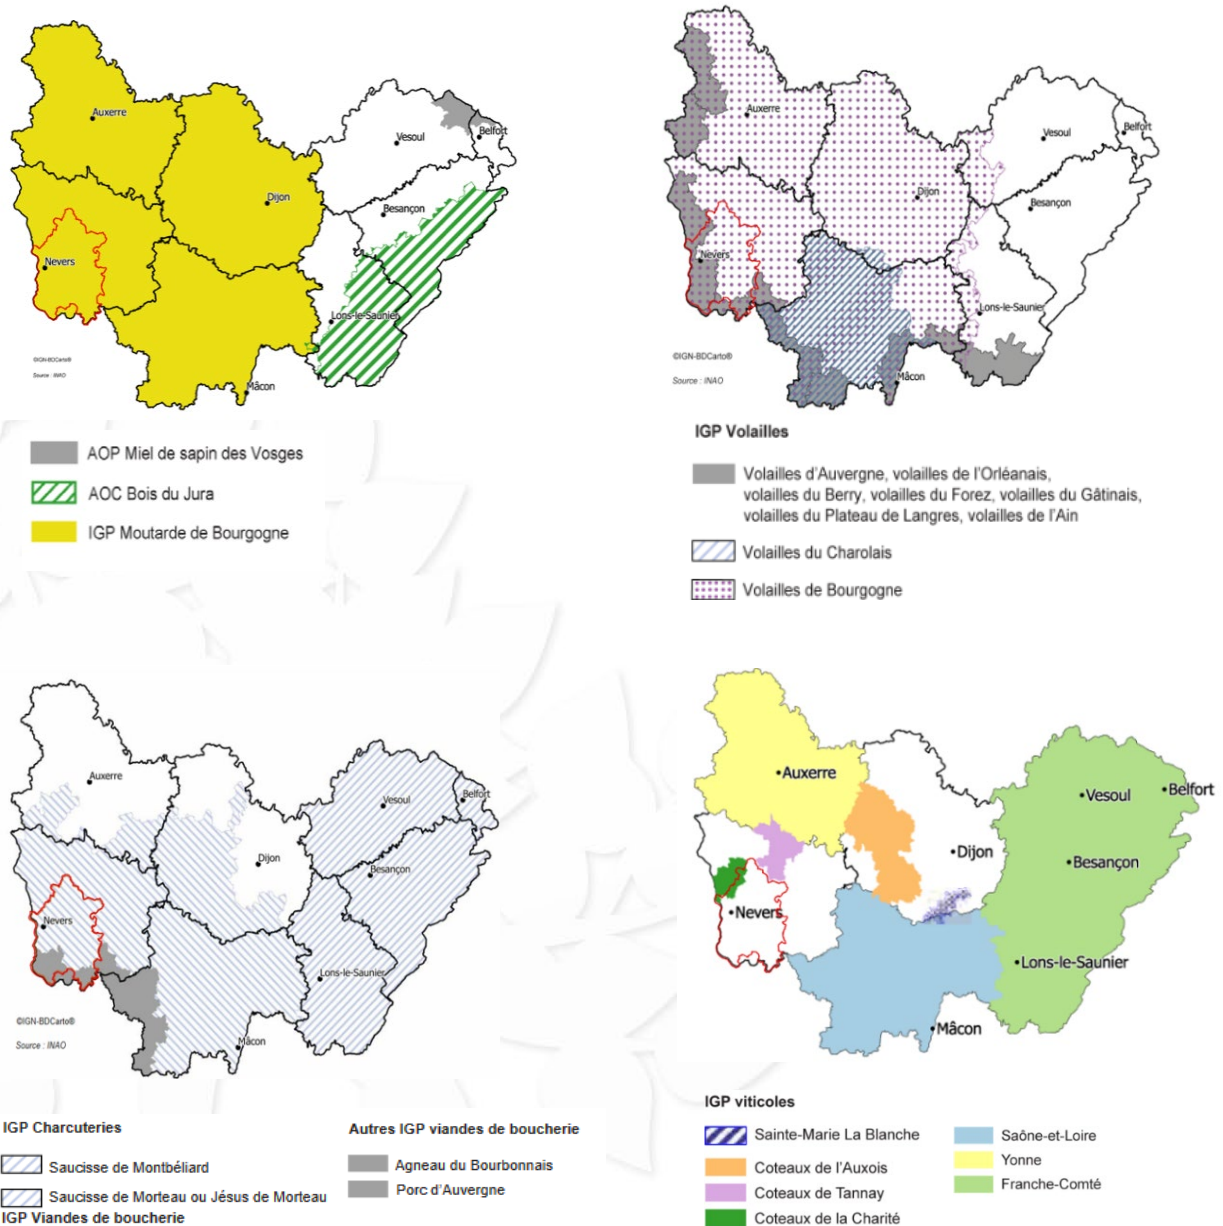 Auxerre
Vesoul
Belfort
Dijon
Besançon
Nevers
Lons-le-Saunier
Mâcon
©IGN-BDCarto®
Source : INAO
AOP Miel de sapin des Vosges
AOC Bois du Jura
IGP Moutarde de Bourgogne
Auxerre
Vesoul
Belfort
Dijon
Besançon
Nevers
Lons-le-Saunier
Mâcon
©IGN-BDCarto®
Source : INAO
IGP Volailles
Volailles d'Auvergne, volailles de l'Orléanais,
volailles du Berry, volailles du Forez, volailles du Gâtinais,
volailles du Plateau de Langres, volailles de l'Ain
Volailles du Charolais
Volailles de Bourgogne
Auxerre
Vesoul
Belfort
Dijon
Besançon
Nevers
Lons-le-Saunier
Mâcon
©IGN-BDCarto®
Source : INAO
IGP Charcuteries
Saucisse de Montbéliard
Saucisse de Morteau ou Jésus de Morteau
IGP Viandes de boucherie
Autres IGP viandes de boucherie
Agneau du Bourbonnais
Porc d'Auvergne
Auxerre
Vesoul
Belfort
Dijon
Besançon
Nevers
Lons-le-Saunier
Mâcon
IGP viticoles
Sainte-Marie La Blanche
Coteaux de l'Auxois
Coteaux de Tannay
Coteaux de la Charité
Saône-et-Loire
Yonne
Franche-Comté